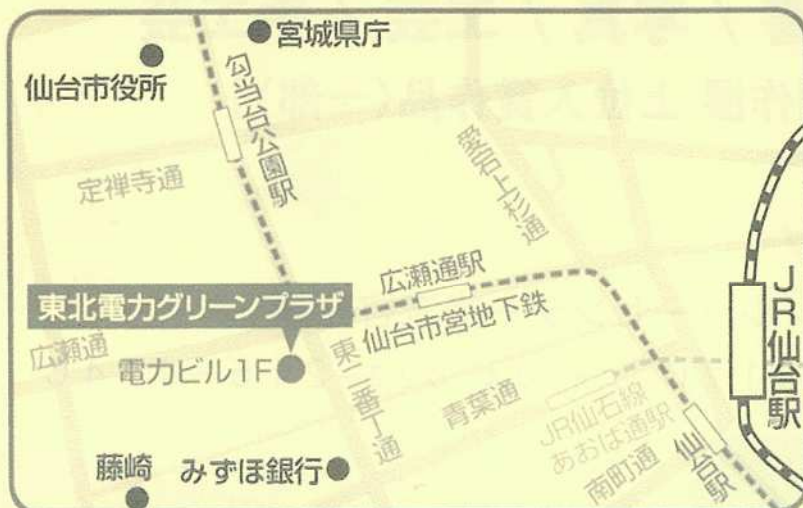 宮城県庁
仙台市役所
勾当台公園駅
定禅寺通
愛宕上杉通
広瀬通駅
東北電力グリーンプラザ
仙台市営地下鉄
広瀬通
電力ビル1F
東二番丁通
青葉通
JR仙石線
あおば通駅
JR仙台駅
藤崎
みずほ銀行
南町通
仙台駅